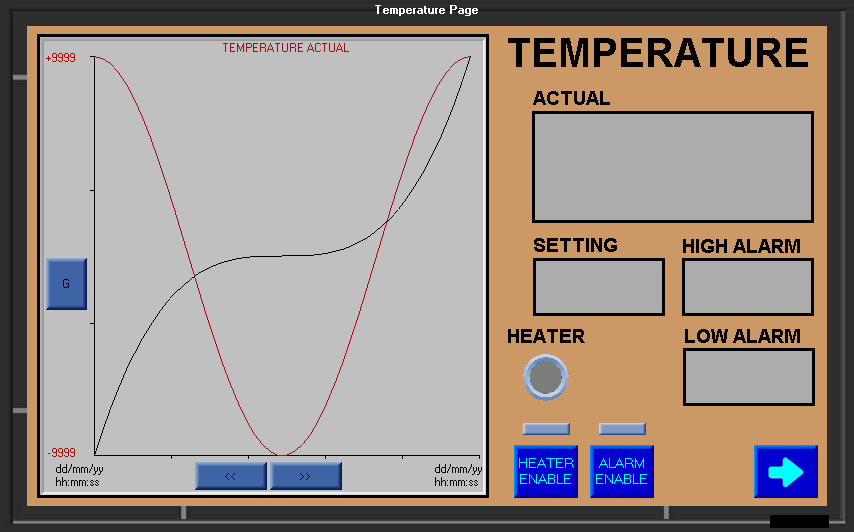 Temperature Page
TEMPERATURE ACTUAL
+9999
-9999
G
dd/mm/yy
hh:mm:ss
<<
>>
dd/mm/yy
hh:mm:ss
TEMPERATURE
ACTUAL
SETTING
HIGH ALARM
HEATER
LOW ALARM
HEATER
ENABLE
ALARM
ENABLE